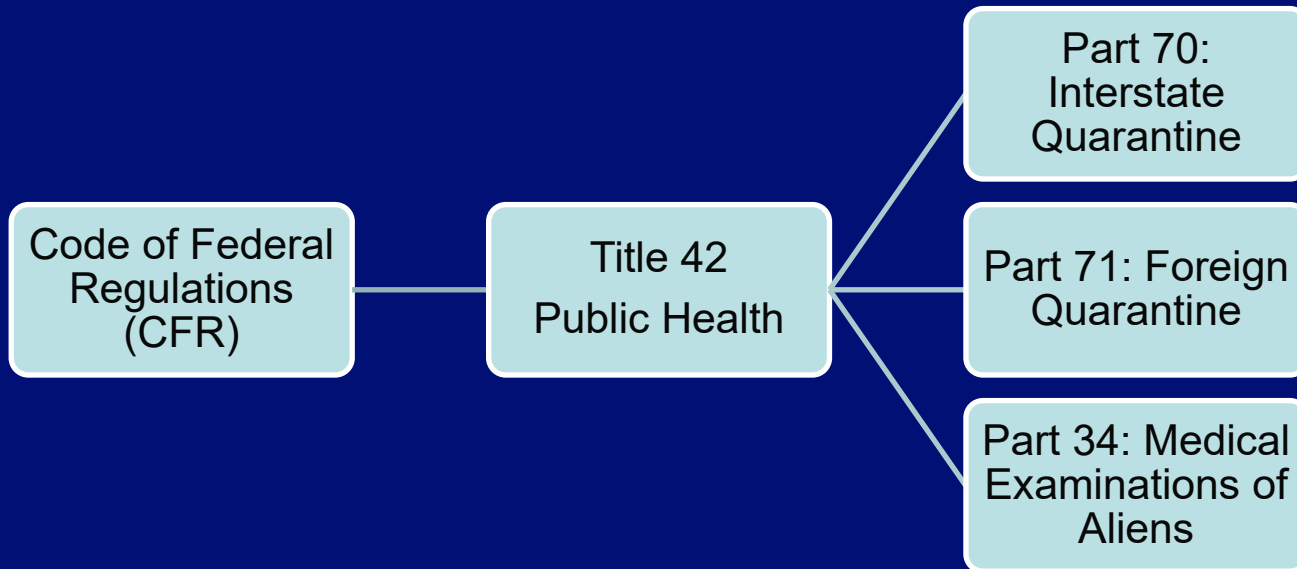 Code of Federal
Regulations
(CFR)
Title 42
Public Health
Part 70:
Interstate
Quarantine
Part 71: Foreign
Quarantine
Part 34: Medical
Examinations of
Aliens